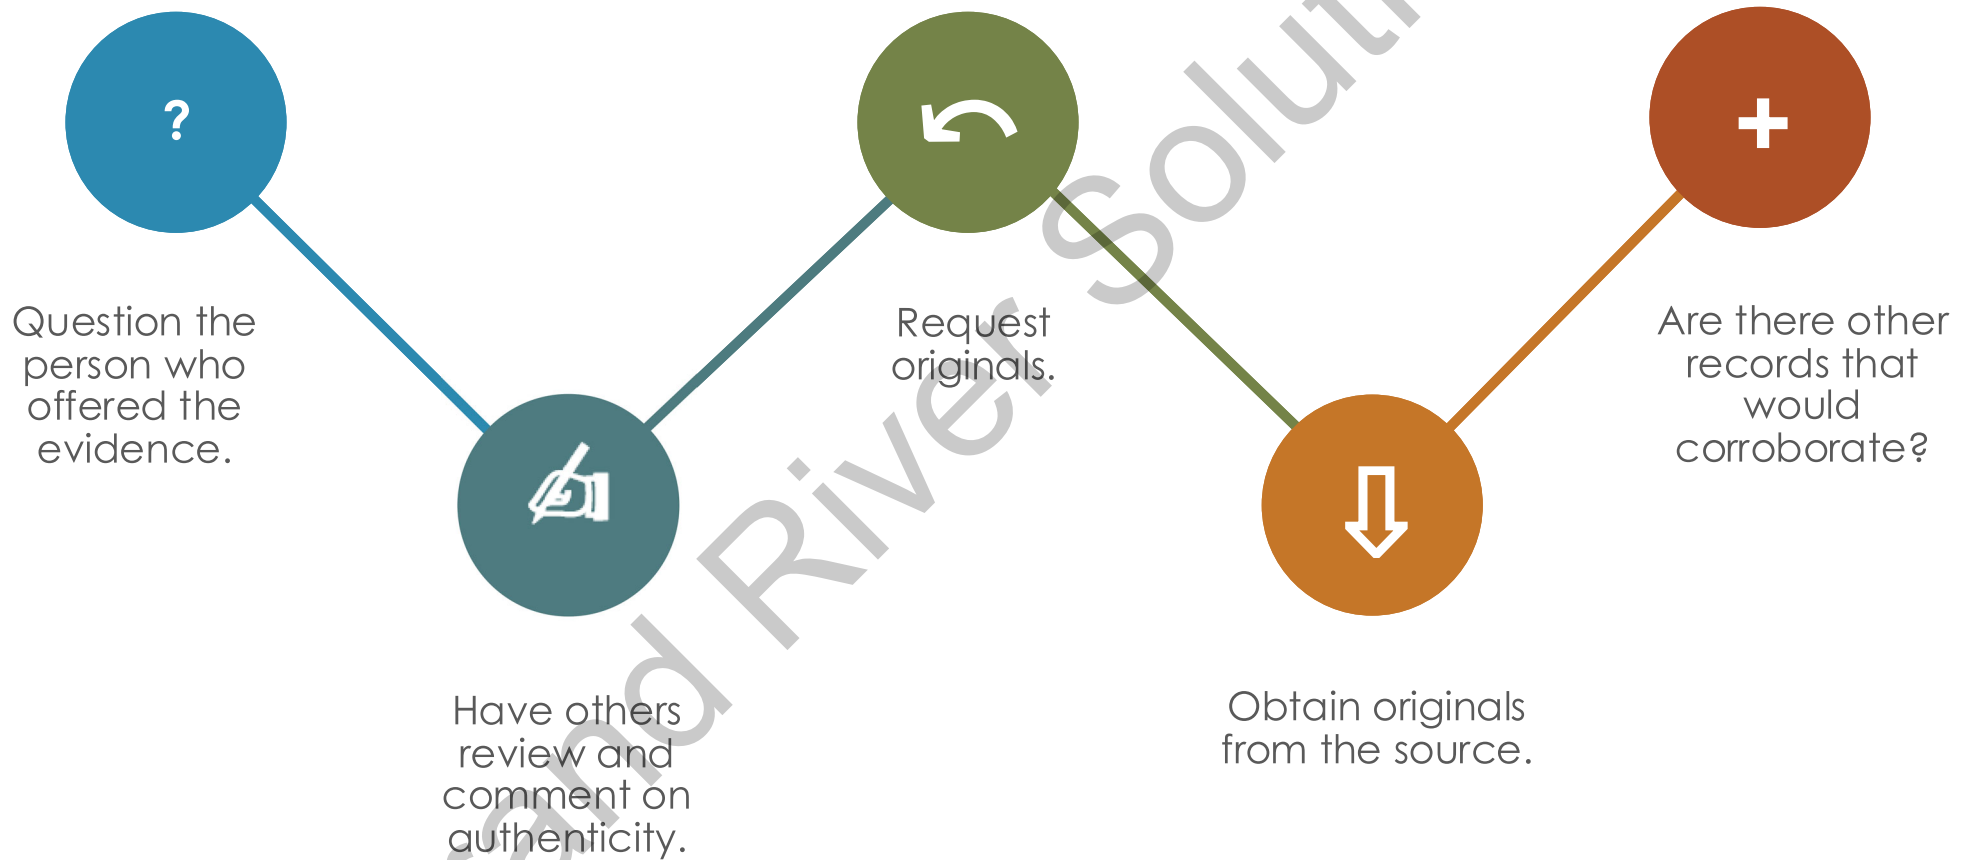 ?
Question the
person who
offered the
evidence.
Have others
review and
comment on
authenticity.
Request
originals.
Obtain originals
from the source.
+
Are there other
records that
would
corroborate?
River